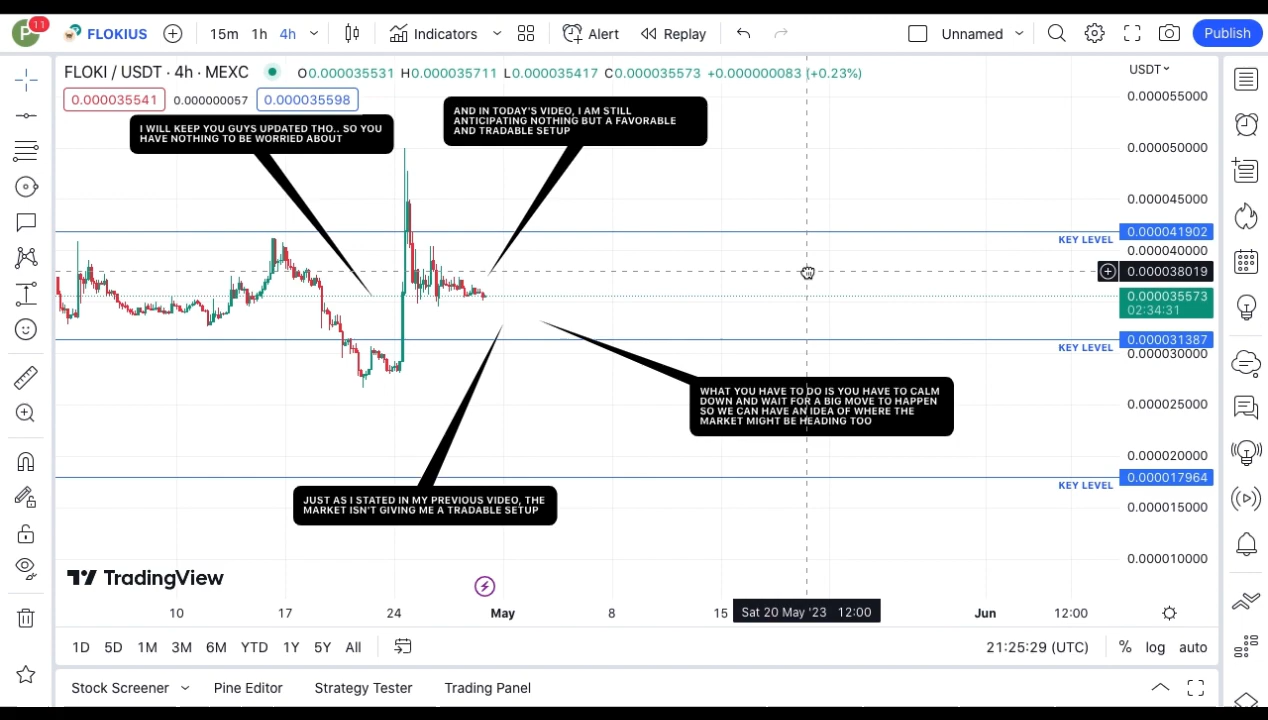 P 11 FLOKIUS 15m 1h 4h Indicators Alert Replay Unnamed Publish
FLOKI / USDT · 4h · MEXC O0.000035531 H0.000035711 L0.000035417 C0.000035573 +0.000000083 (+0.23%)
USDT
0.000035541 0.000000057 0.000035598
0.000055000
AND IN TODAY'S VIDEO, I AM STILL
ANTICIPATING NOTHING BUT A FAVORABLE
AND TRADABLE SETUP
I WILL KEEP YOU GUYS UPDATED THO.. SO YOU
HAVE NOTHING TO BE WORRIED ABOUT
0.000050000
0.000045000
0.000041902
KEY LEVEL
0.000040000
0.000038019
0.000035573
02:34:31
0.000031387
KEY LEVEL
0.000030000
WHAT YOU HAVE TO DO IS YOU HAVE TO CALM
DOWN AND WAIT FOR A BIG MOVE TO HAPPEN
SO WE CAN HAVE AN IDEA OF WHERE THE
MARKET MIGHT BE HEADING TOO
0.000025000
0.000020000
0.000017964
KEY LEVEL
JUST AS I STATED IN MY PREVIOUS VIDEO, THE
MARKET ISN'T GIVING ME A TRADABLE SETUP
0.000015000
0.000010000
TradingView
10 17 24 May 8 15 Sat 20 May '23 12:00 Jun 12:00
1D 5D 1M 3M 6M YTD 1Y 5Y All 21:25:29 (UTC) % log auto
Stock Screener Pine Editor Strategy Tester Trading Panel